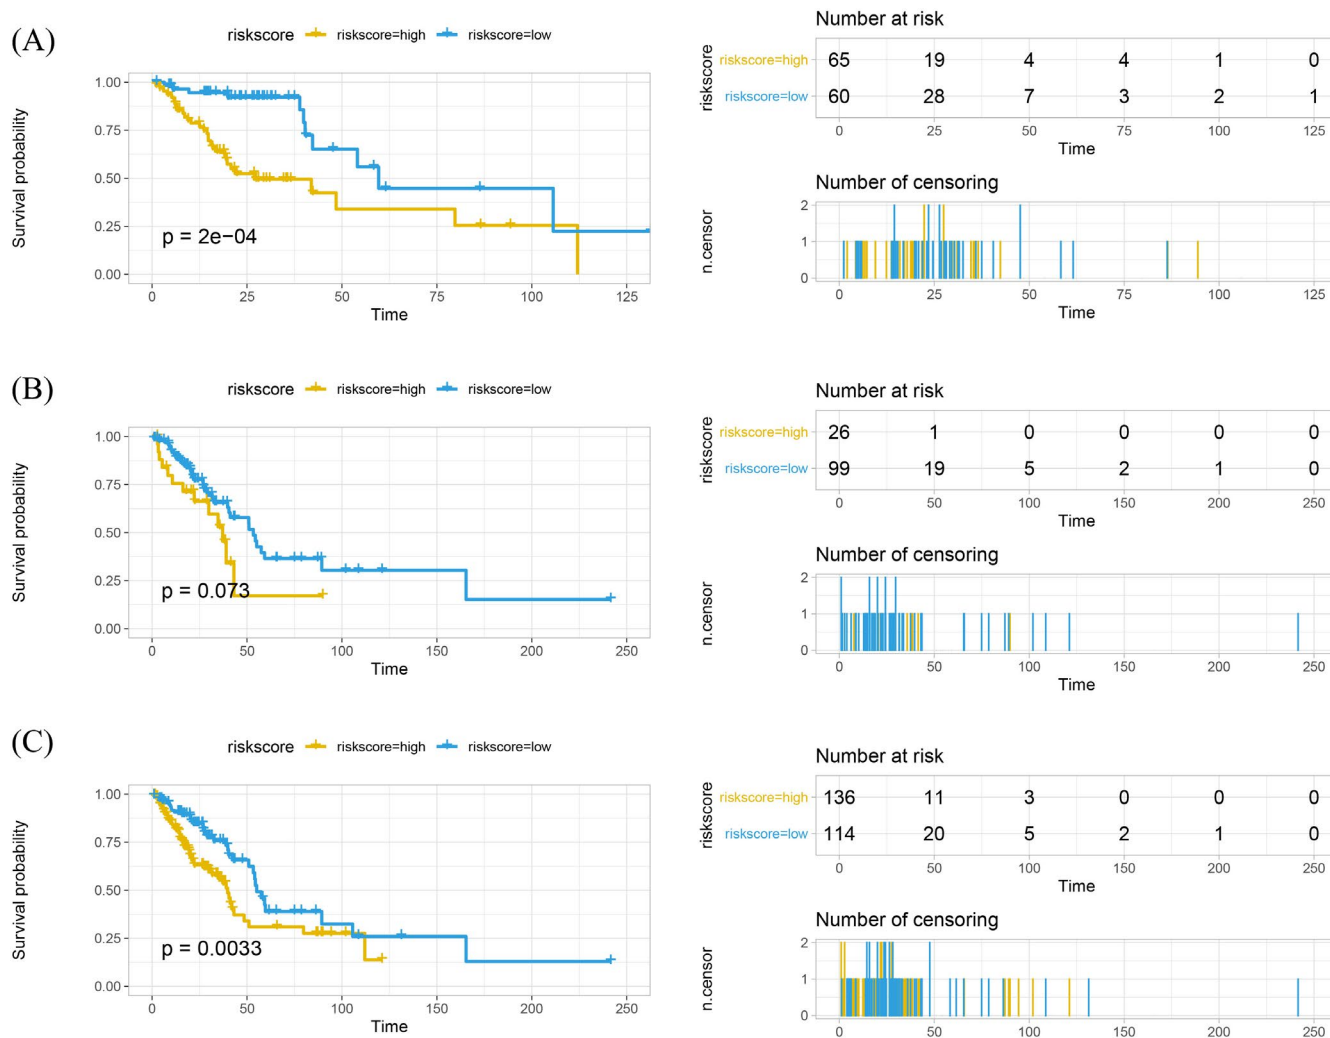 (A)
riskscore riskscore=high riskscore=low
Survival probability
1.00
0.75
0.50
0.25
0.00
p = 2e−04
0 25 50 75 100 125
Time
Number at risk
riskscore
riskscore=high 65 19 4 4 1 0
riskscore=low 60 28 7 3 2 1
0 25 50 75 100 125
Time
Number of censoring
n.censor
2
1
0
0 25 50 75 100 125
Time
(B)
riskscore riskscore=high riskscore=low
Survival probability
1.00
0.75
0.50
0.25
0.00
p = 0.073
0 50 100 150 200 250
Time
Number at risk
riskscore
riskscore=high 26 1 0 0 0 0
riskscore=low 99 19 5 2 1 0
0 50 100 150 200 250
Time
Number of censoring
n.censor
2
1
0
0 50 100 150 200 250
Time
(C)
riskscore riskscore=high riskscore=low
Survival probability
1.00
0.75
0.50
0.25
0.00
p = 0.0033
0 50 100 150 200 250
Time
Number at risk
riskscore
riskscore=high 136 11 3 0 0 0
riskscore=low 114 20 5 2 1 0
0 50 100 150 200 250
Time
Number of censoring
n.censor
2
1
0
0 50 100 150 200 250